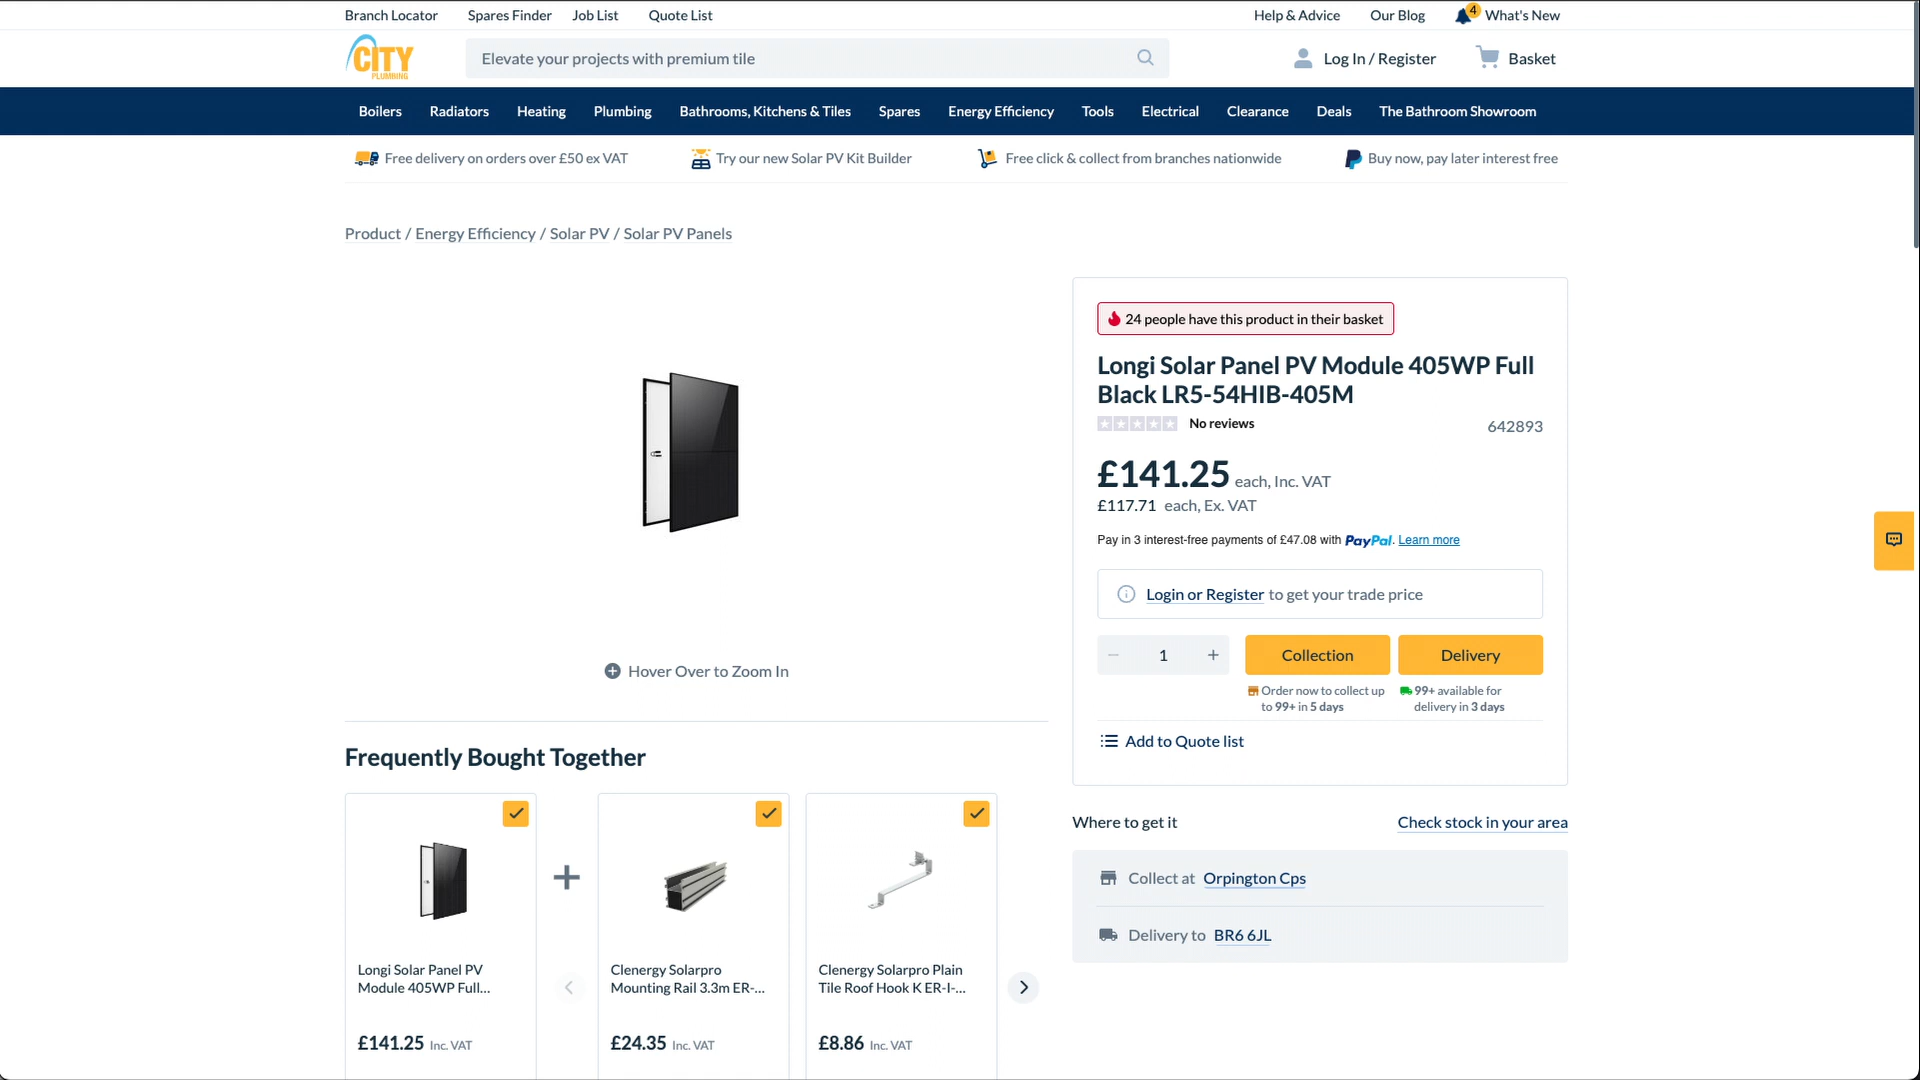 Branch Locator
Spares Finder
Job List
Quote List
Help & Advice
Our Blog
4
What's New
CITY
PLUMBING
Elevate your projects with premium tile
Log In / Register
Basket
Boilers
Radiators
Heating
Plumbing
Bathrooms, Kitchens & Tiles
Spares
Energy Efficiency
Tools
Electrical
Clearance
Deals
The Bathroom Showroom
Free delivery on orders over £50 ex VAT
Try our new Solar PV Kit Builder
Free click & collect from branches nationwide
Buy now, pay later interest free
Product / Energy Efficiency / Solar PV / Solar PV Panels
24 people have this product in their basket
Longi Solar Panel PV Module 405WP Full
Black LR5-54HIB-405M
No reviews
642893
£141.25 each, Inc. VAT
£117.71 each, Ex. VAT
Pay in 3 interest-free payments of £47.08 with PayPal. Learn more
Login or Register to get your trade price
1
Collection
Delivery
Order now to collect up
to 99+ in 5 days
99+ available for
delivery in 3 days
Add to Quote list
Hover Over to Zoom In
Where to get it
Check stock in your area
Collect at Orpington Cps
Delivery to BR6 6JL
Frequently Bought Together
Longi Solar Panel PV
Module 405WP Full...
£141.25 Inc. VAT
Clenergy Solarpro
Mounting Rail 3.3m ER-...
£24.35 Inc. VAT
Clenergy Solarpro Plain
Tile Roof Hook K ER-I-...
£8.86 Inc. VAT